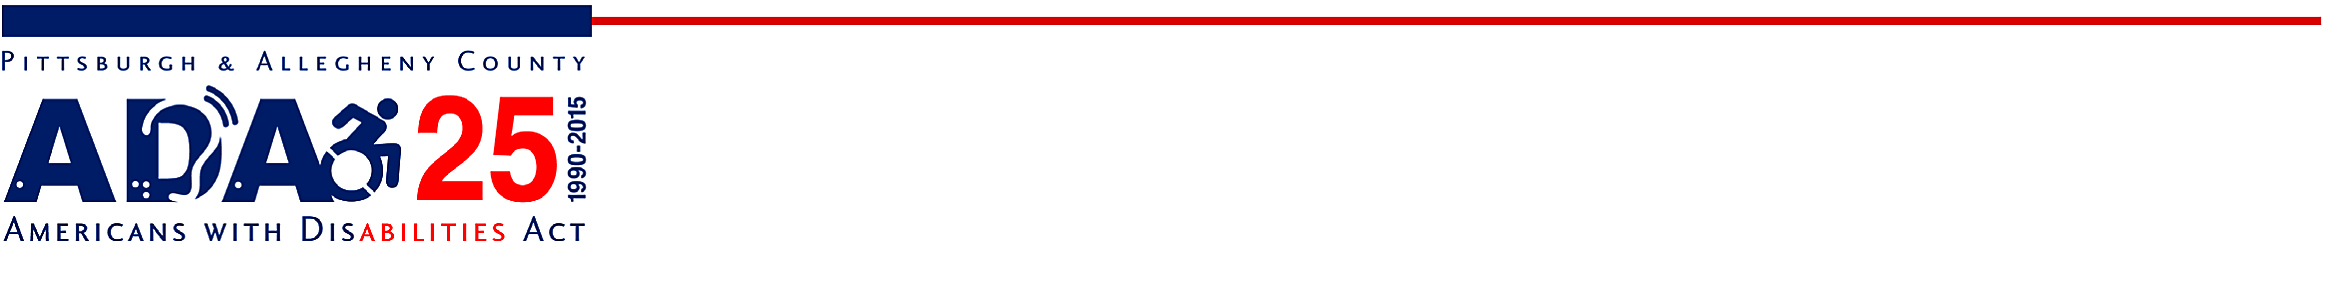 PITTSBURGH & ALLEGHENY COUNTY
ADA 25 1990-2015
AMERICANS WITH DISABILITIES ACT